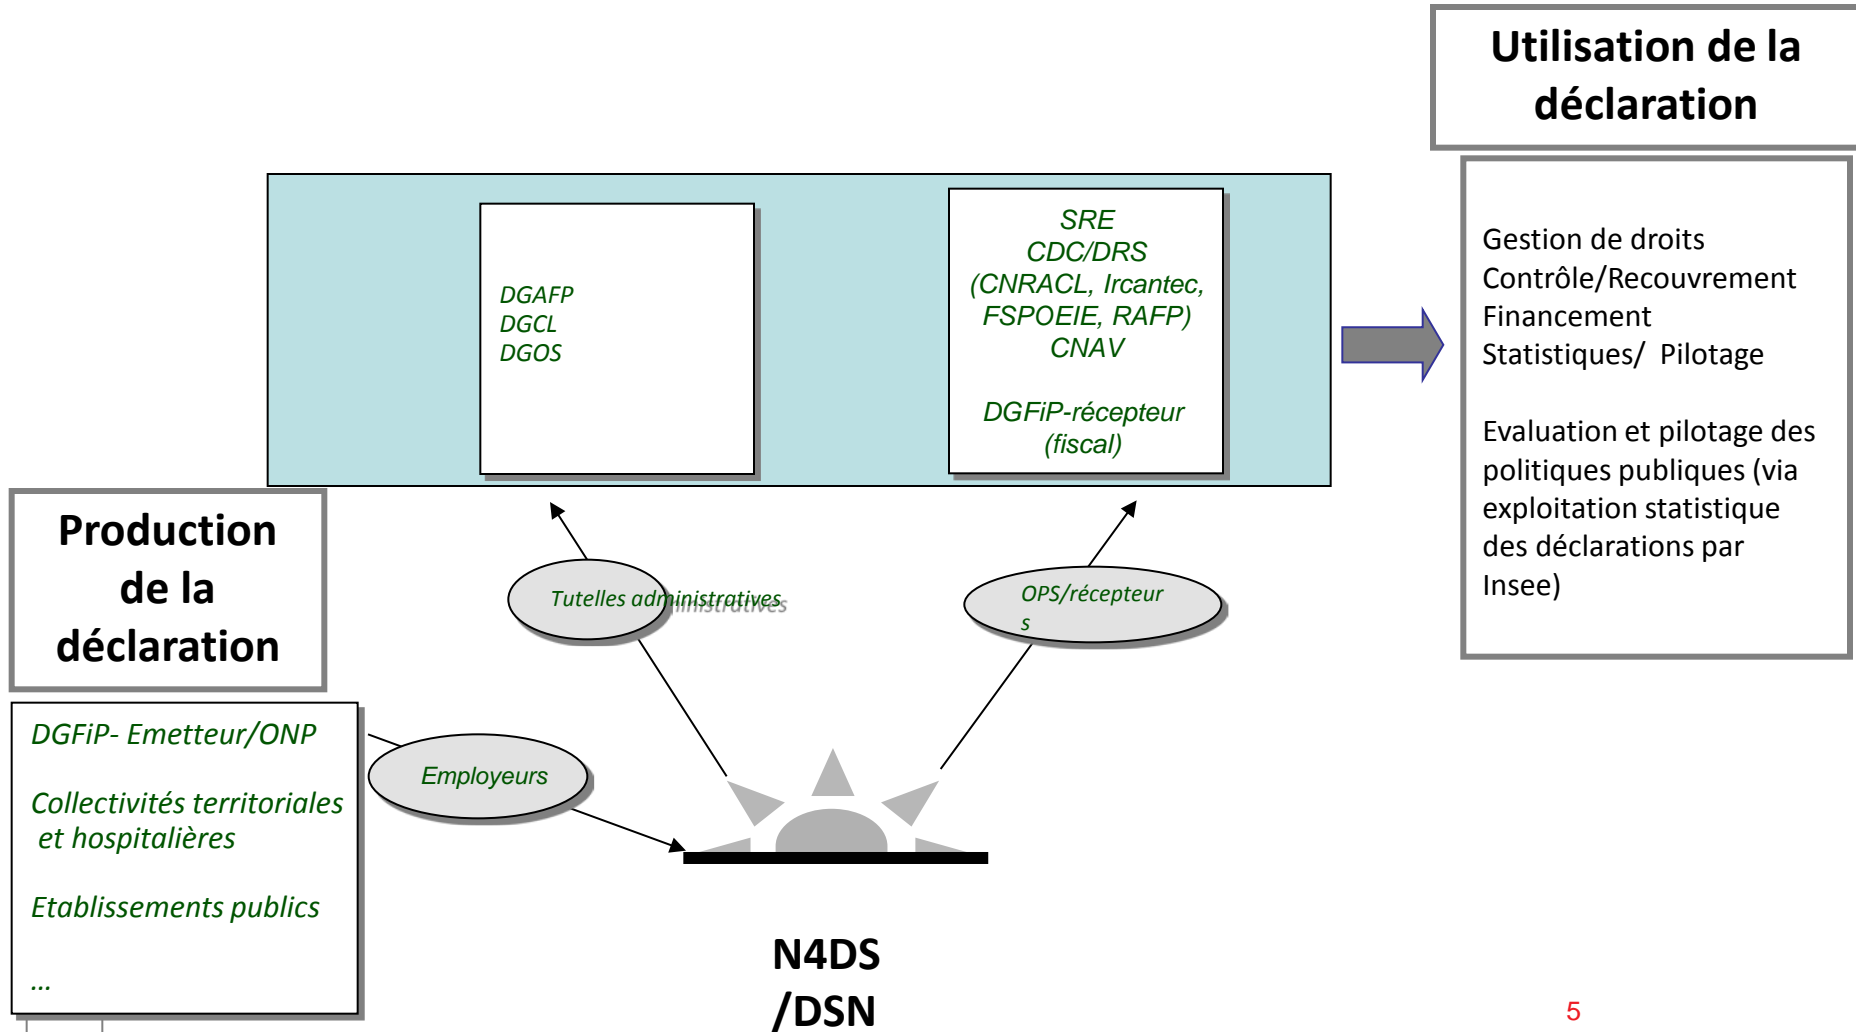 Utilisation de la
déclaration
SRE
CDC/DRS
(CNRACL, Ircantec,
FSPOEIE, RAFP)
CNAV
DGFiP-récepteur
(fiscal)
DGAFP
DGCL
DGOS
Gestion de droits
Contrôle/Recouvrement
Financement
Statistiques/ Pilotage
Evaluation et pilotage des
politiques publiques (via
exploitation statistique
des déclarations par
Insee)
Production
de la
déclaration
Tutelles administratives
OPS/récepteur
s
DGFiP- Emetteur/ONP
Collectivités territoriales
et hospitalières
Etablissements publics
...
Employeurs
N4DS
/DSN
5